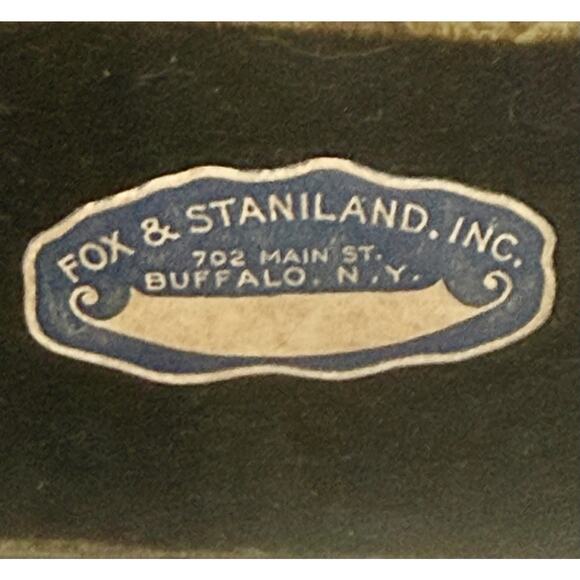 FOX & STANILAND, INC.
702 MAIN ST.
BUFFALO, N.Y.